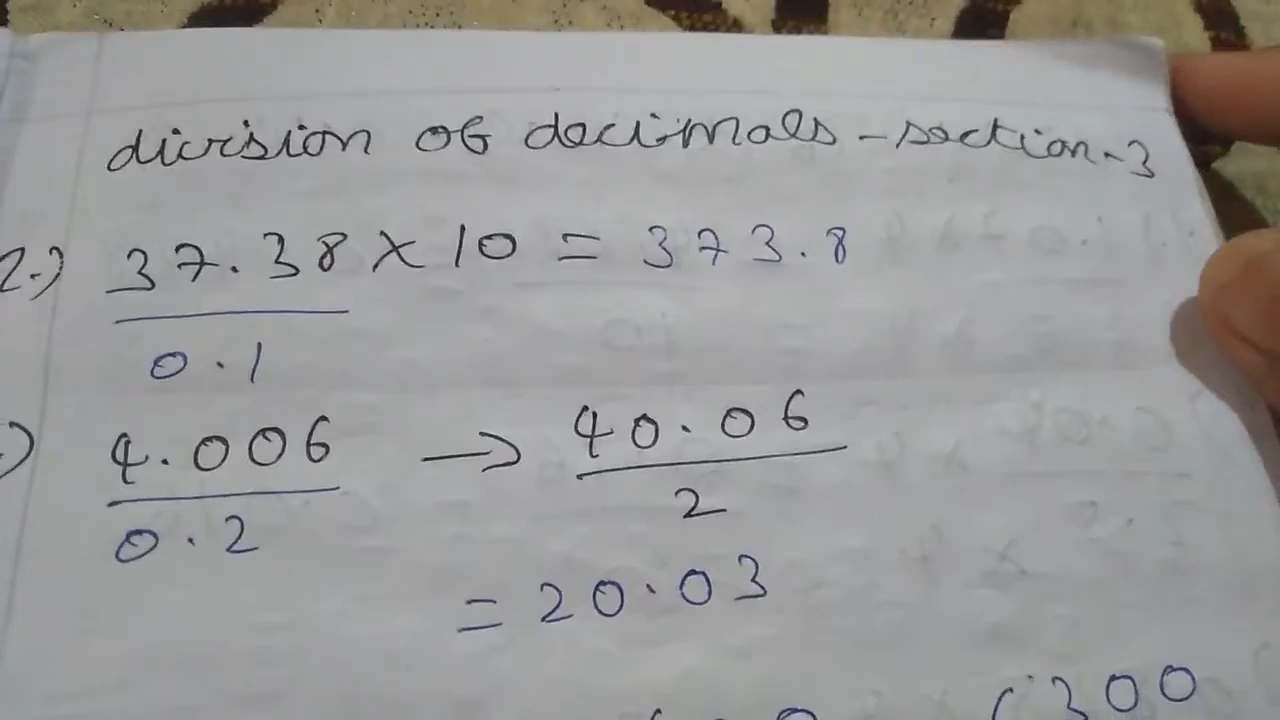 division of decimals - section - 3
2.) 37.38 × 10 = 373.8
0.1
) 4.006 → 40.06
0.2 2
= 20.03
300